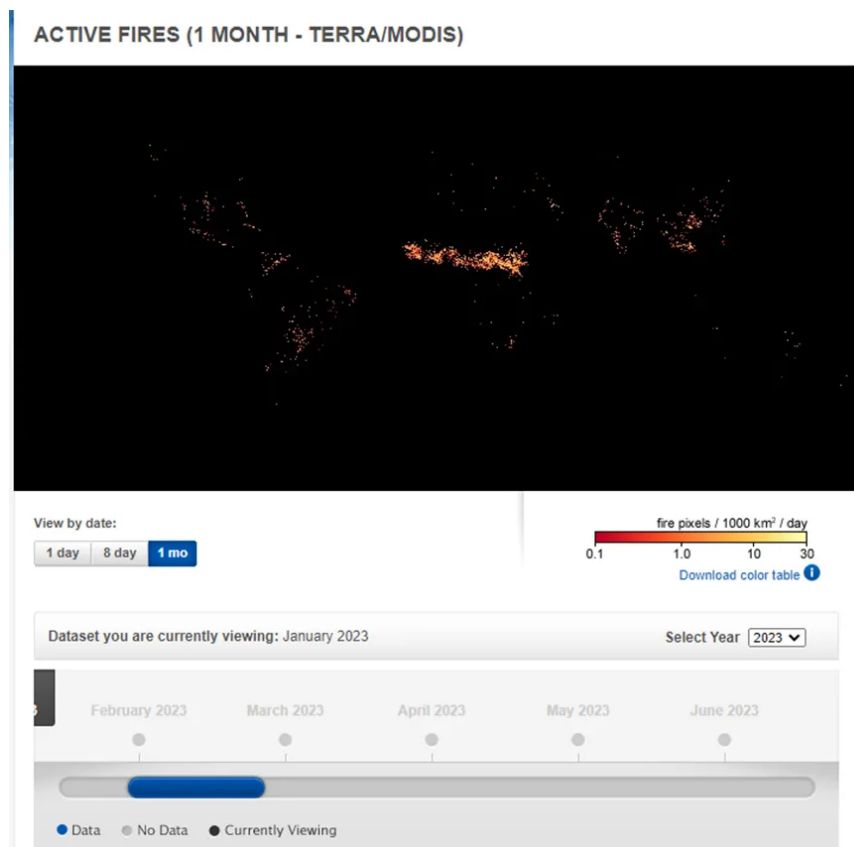 ACTIVE FIRES (1 MONTH - TERRA/MODIS)
View by date:
1 day 8 day 1 mo
fire pixels / 1000 km² / day
0.1 1.0 10 30
Download color table
Dataset you are currently viewing: January 2023
Select Year 2023
3 February 2023 March 2023 April 2023 May 2023 June 2023
Data No Data Currently Viewing